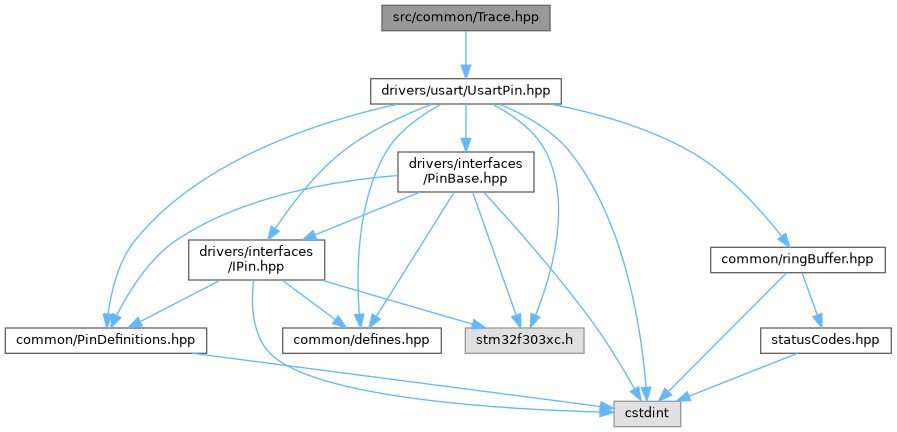 src/common/Trace.hpp
drivers/usart/UsartPin.hpp
drivers/interfaces
/PinBase.hpp
drivers/interfaces
/IPin.hpp
common/ringBuffer.hpp
common/PinDefinitions.hpp
common/defines.hpp
stm32f303xc.h
statusCodes.hpp
cstdint